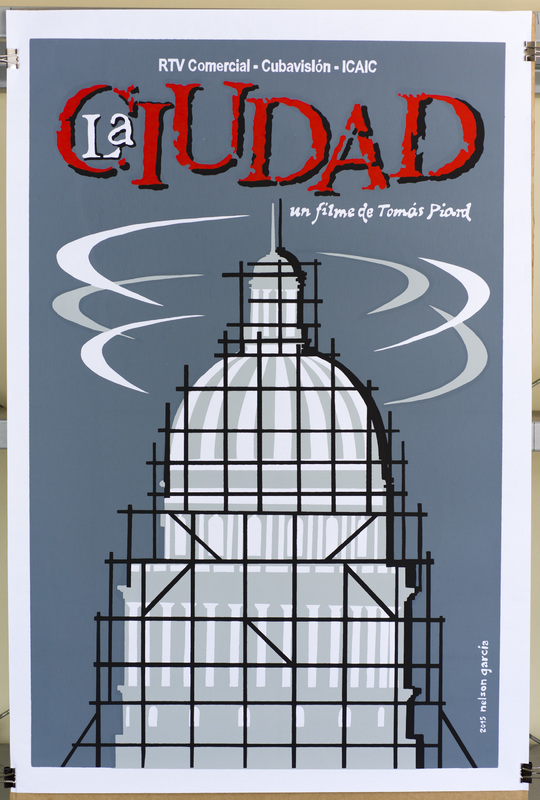 RTV Comercial - Cubavisión - ICAIC
La CIUDAD
un filme de Tomás Piard
2015 nelson garcía